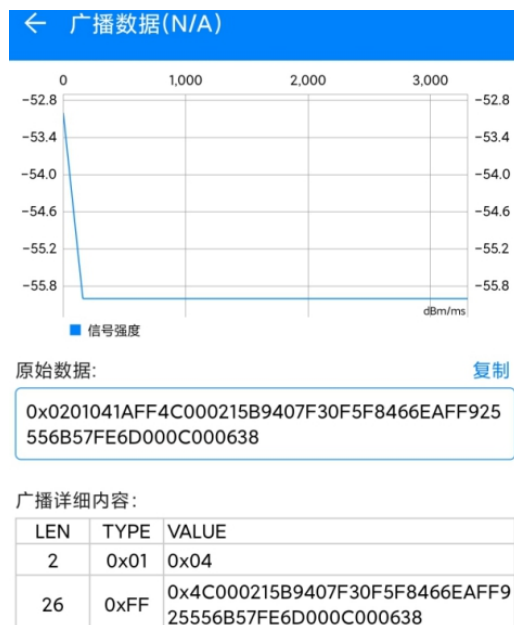 ← 广播数据(N/A)
0 1,000 2,000 3,000
-52.8 -52.8
-53.4 -53.4
-54.0 -54.0
-54.6 -54.6
-55.2 -55.2
-55.8 -55.8
dBm/ms
信号强度
原始数据: 复制
0x0201041AFF4C000215B9407F30F5F8466EAFF925
556B57FE6D000C000638
广播详细内容:
LEN TYPE VALUE
2 0x01 0x04
26 0xFF 0x4C000215B9407F30F5F8466EAFF9
25556B57FE6D000C000638